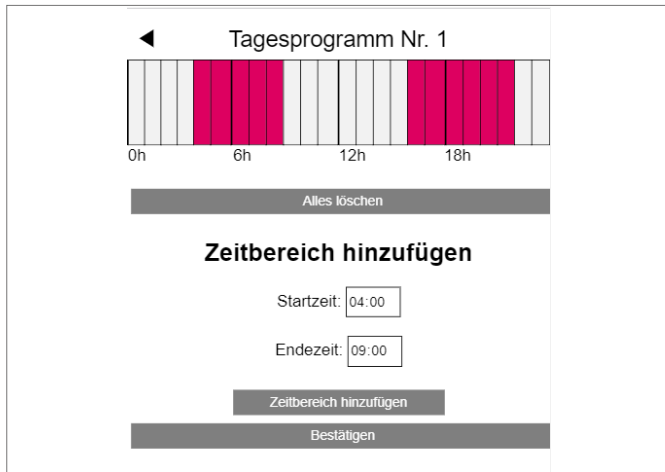 Tagesprogramm Nr. 1
0h 6h 12h 18h
Alles löschen
Zeitbereich hinzufügen
Startzeit: 04:00
Endezeit: 09:00
Zeitbereich hinzufügen
Bestätigen